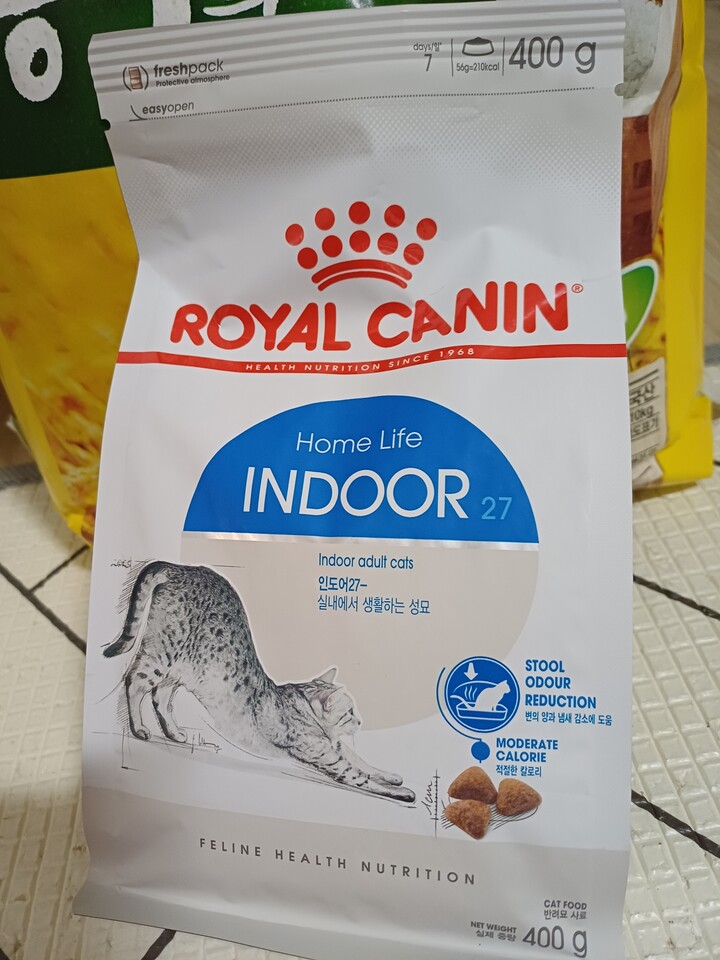 freshpack
Protective atmosphere
easyopen
days/일*
7
56g=210kcal
400 g
ROYAL CANIN®
HEALTH NUTRITION SINCE 1968
Home Life
INDOOR 27
Indoor adult cats
인도어27–
실내에서 생활하는 성묘
STOOL
ODOUR
REDUCTION
변의 양과 냄새 감소에 도움
MODERATE
CALORIE
적절한 칼로리
1cm
FELINE HEALTH NUTRITION
CAT FOOD
반려묘 사료
NET WEIGHT
실제 중량
400 g
국산
10kg